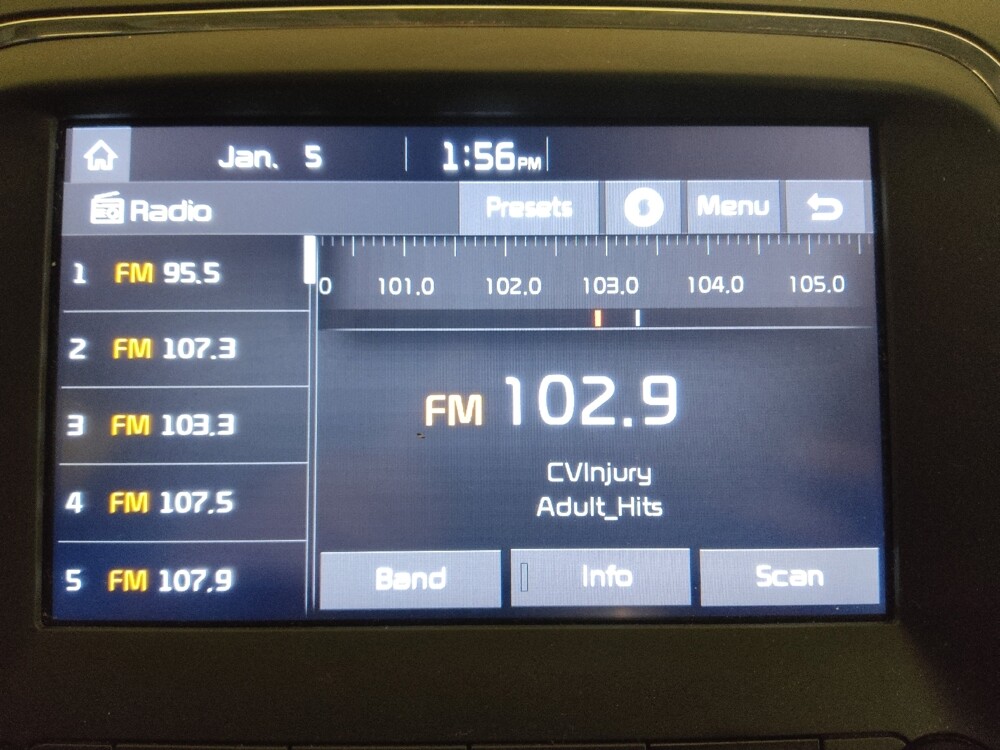 Jan. 5 1:56PM
Radio Presets Menu
1 FM 95.5
2 FM 107.3
3 FM 103.3
4 FM 107.5
5 FM 107.9
0 101.0 102.0 103.0 104.0 105.0
FM 102.9
CVInjury
Adult_Hits
Band Info Scan